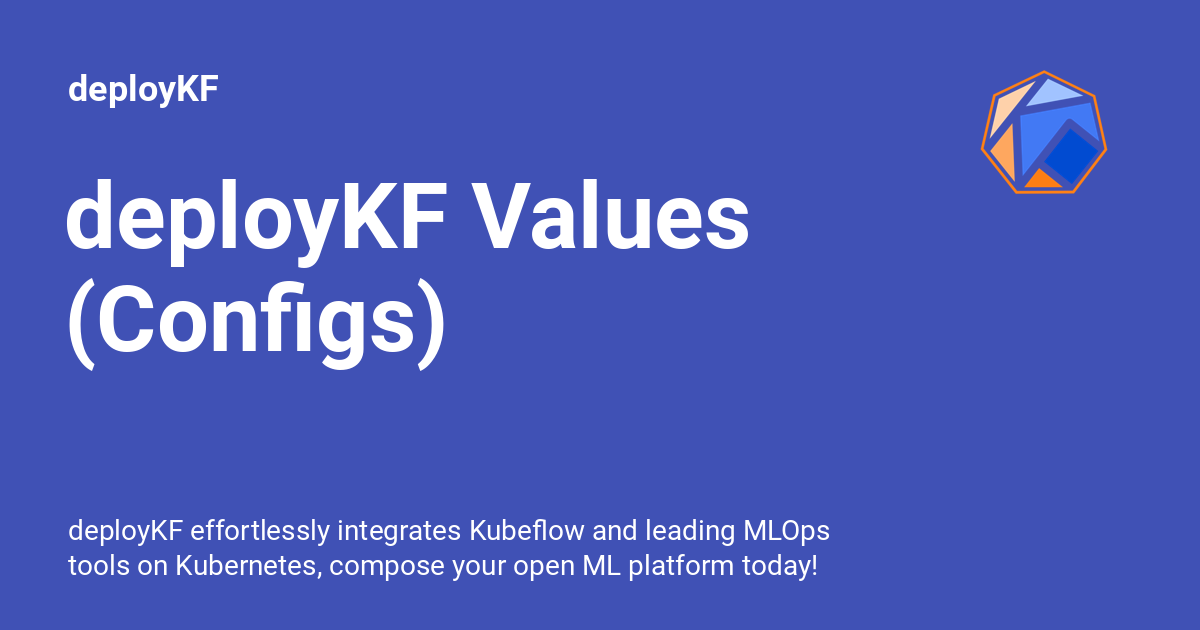 deployKF
deployKF Values
(Configs)
deployKF effortlessly integrates Kubeflow and leading MLOps
tools on Kubernetes, compose your open ML platform today!